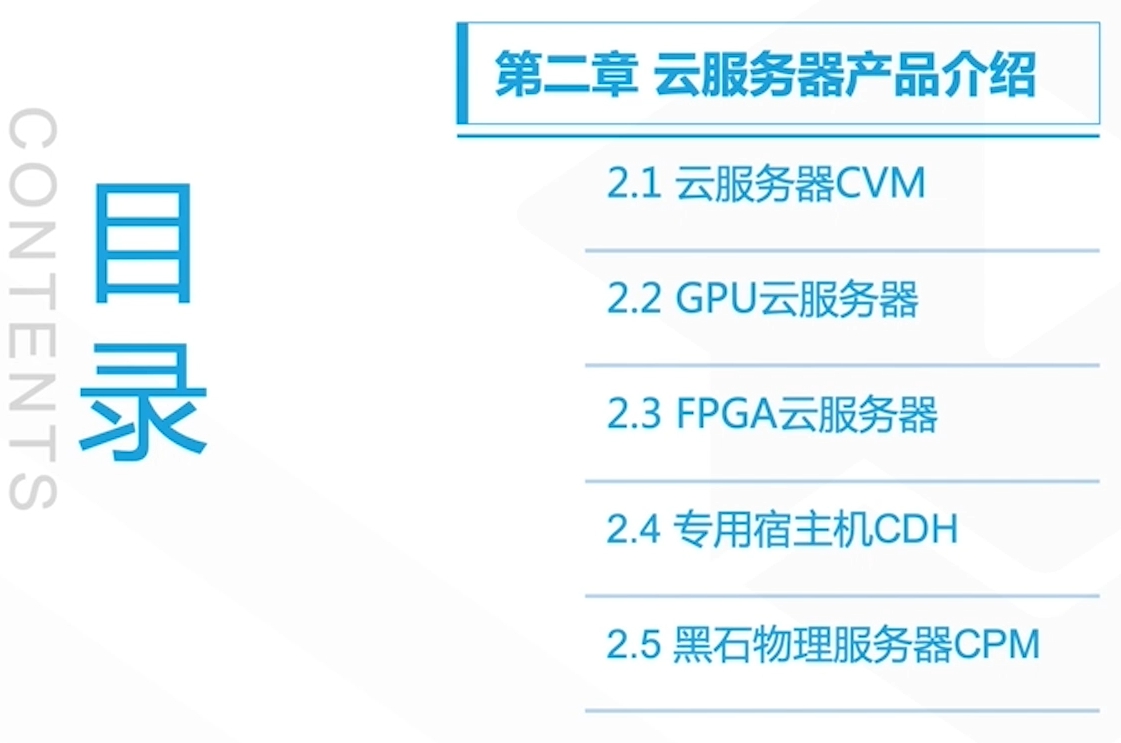 CONTENTS
目录
第二章 云服务器产品介绍
2.1 云服务器CVM
2.2 GPU云服务器
2.3 FPGA云服务器
2.4 专用宿主机CDH
2.5 黑石物理服务器CPM